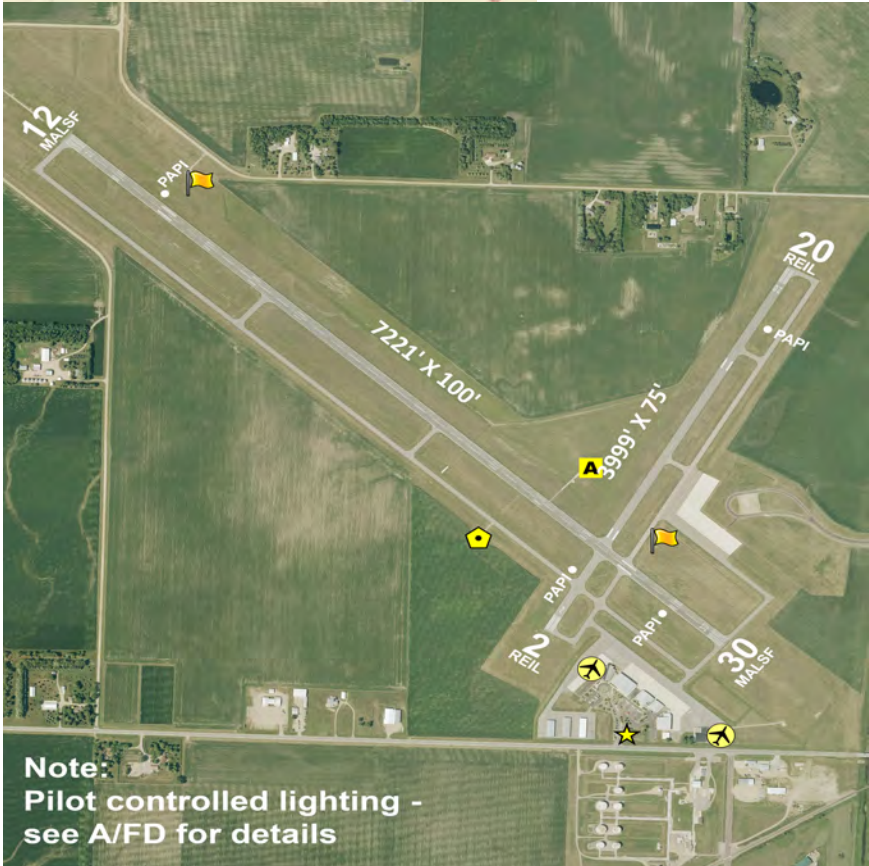 12
MALSF
PAPI
20
REIL
PAPI
7221' X 100'
3999' X 75'
A
PAPI
PAPI
2
REIL
30
MALSF
Note:
Pilot controlled lighting -
see A/FD for details